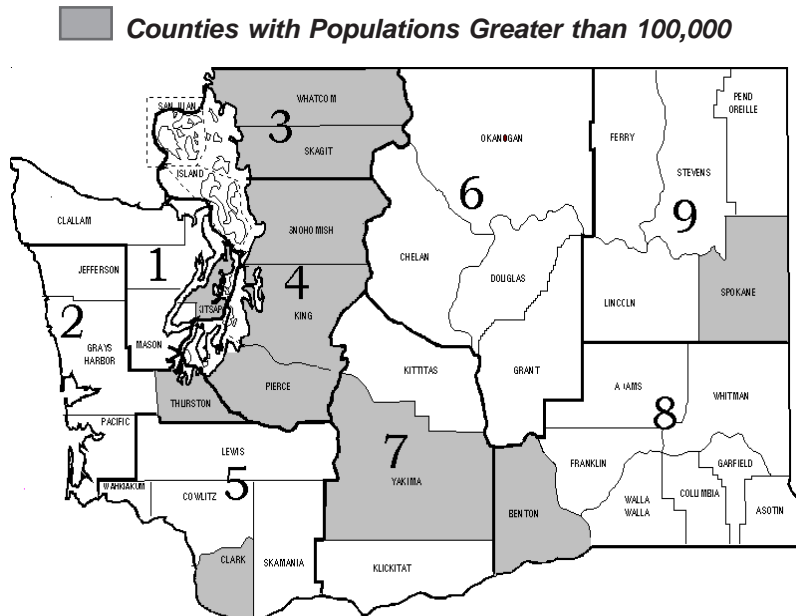 Counties with Populations Greater than 100,000
WHATCOM
SAN JUAN
3
SKAGIT
ISLAND
PEND
OREILLE
OKANOGAN
FERRY
STEVENS
6
9
CLALLAM
SNOHOMISH
JEFFERSON
1
CHELAN
DOUGLAS
4
SPOKANE
KITSAP
LINCOLN
KING
2
GRAYS
HARBOR
MASON
KITTITAS
GRANT
PIERCE
ADAMS
WHITMAN
THURSTON
8
PACIFIC
LEWIS
7
FRANKLIN
GARFIELD
WAHKIAKUM
5
YAKIMA
COWLITZ
WALLA
WALLA
COLUMBIA
ASOTIN
BENTON
CLARK
SKAMANIA
KLICKITAT